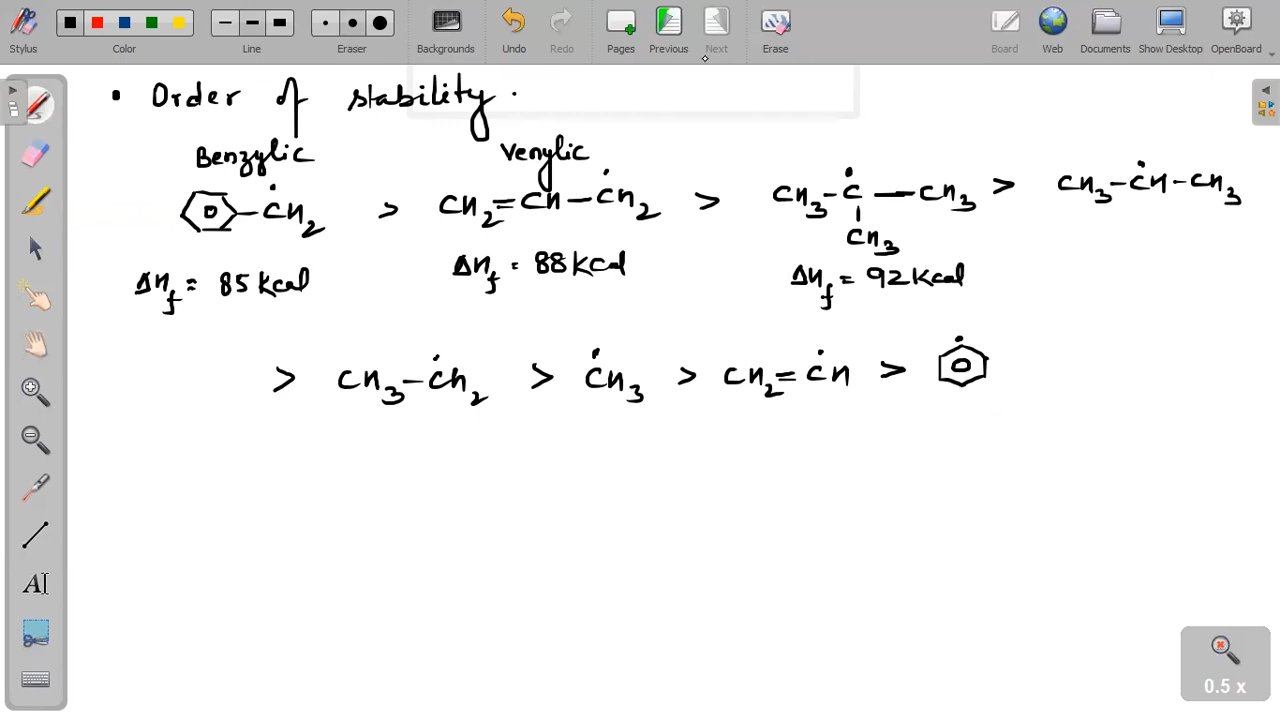 Stylus Color Line Eraser Backgrounds Undo Redo Pages Previous Next Erase Board Web Documents Show Desktop OpenBoard
• Order of stability .
Benzylic Venylic
ĊH₂ > CH₂=CH–ĊH₂ > CH₃–Ċ–CH₃ > CH₃–ĊH–CH₃
CH₃
ΔHf = 85 Kcal ΔHf = 88 Kcal ΔHf = 92 Kcal
> CH₃–ĊH₂ > ĊH₃ > CH₂=ĊH >
AI
0.5 x